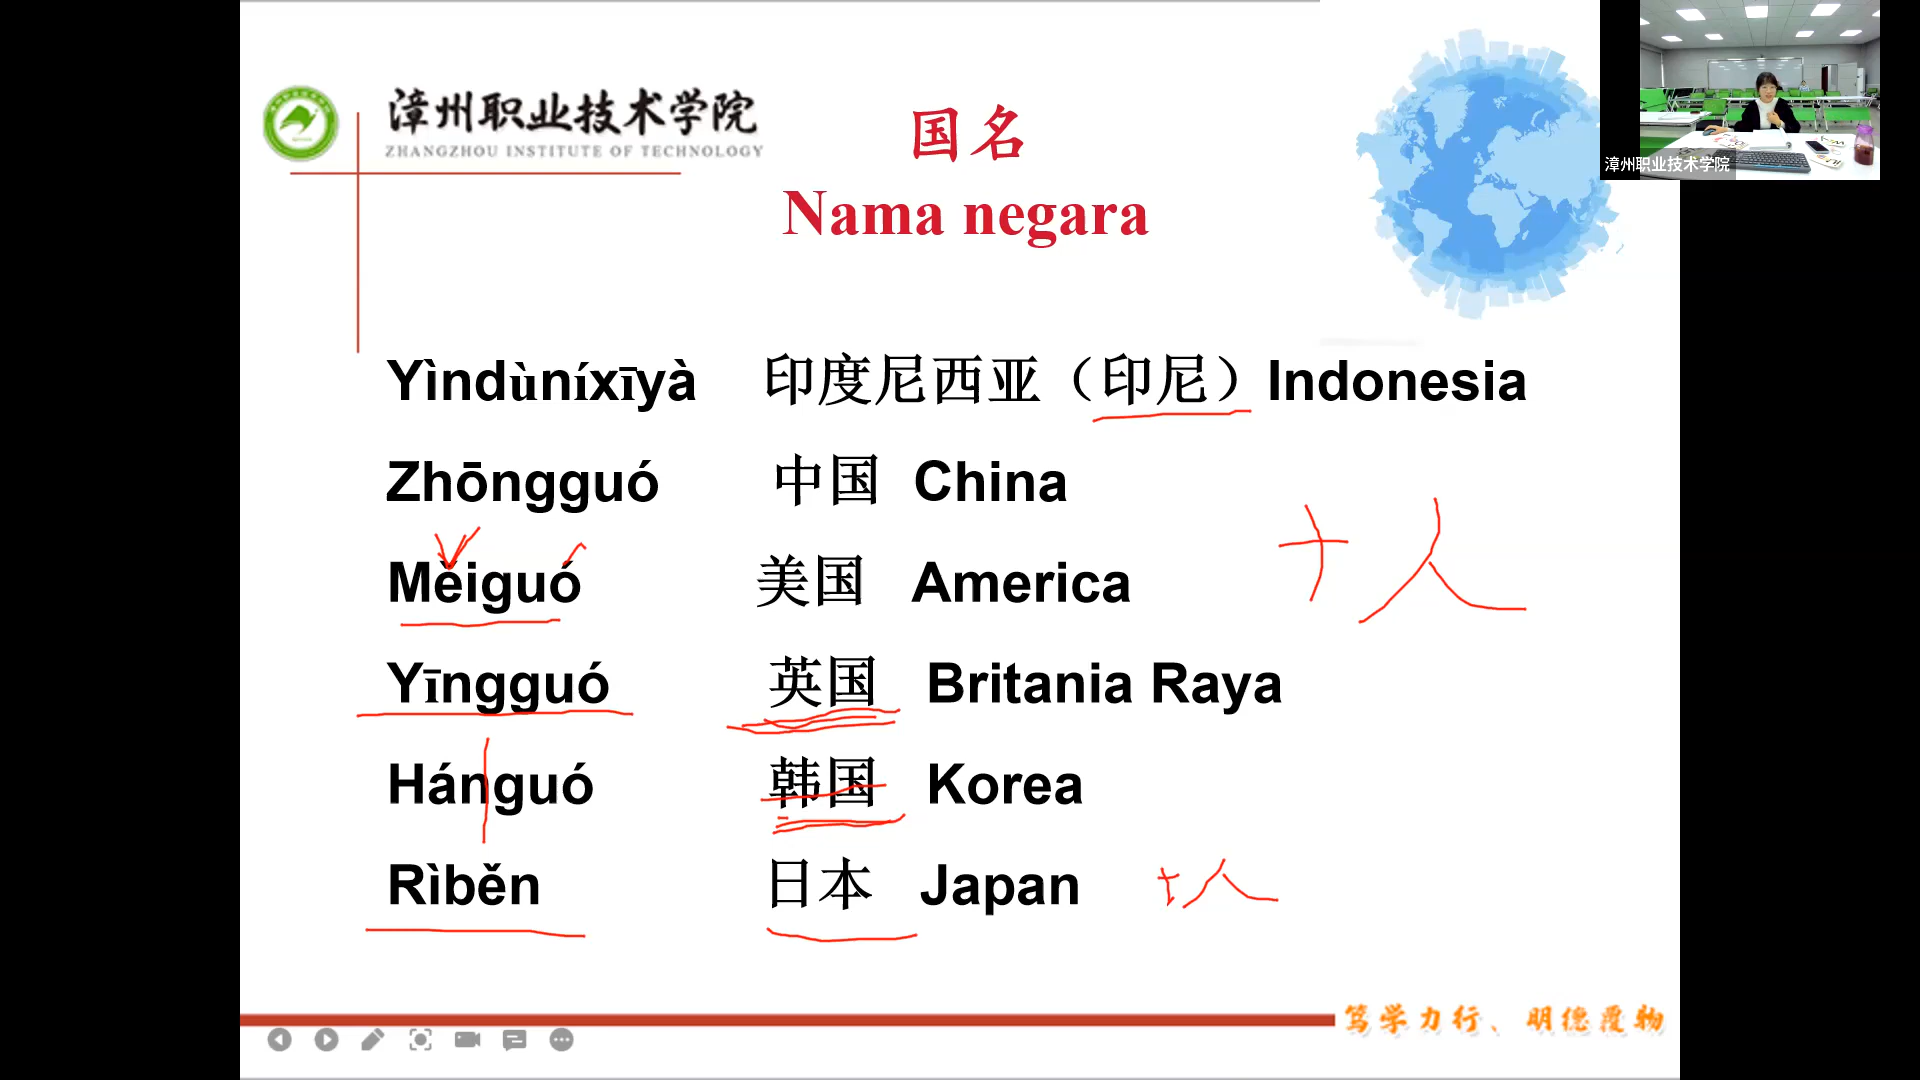 漳州职业技术学院
ZHANGZHOU INSTITUTE OF TECHNOLOGY
国名
Nama negara
漳州职业技术学院
Yìndùníxīyà 印度尼西亚（印尼）Indonesia
Zhōngguó 中国 China
Měiguó 美国 America
+人
Yīngguó 英国 Britania Raya
Hánguó 韩国 Korea
Rìběn 日本 Japan +人
笃学力行、明德覆物